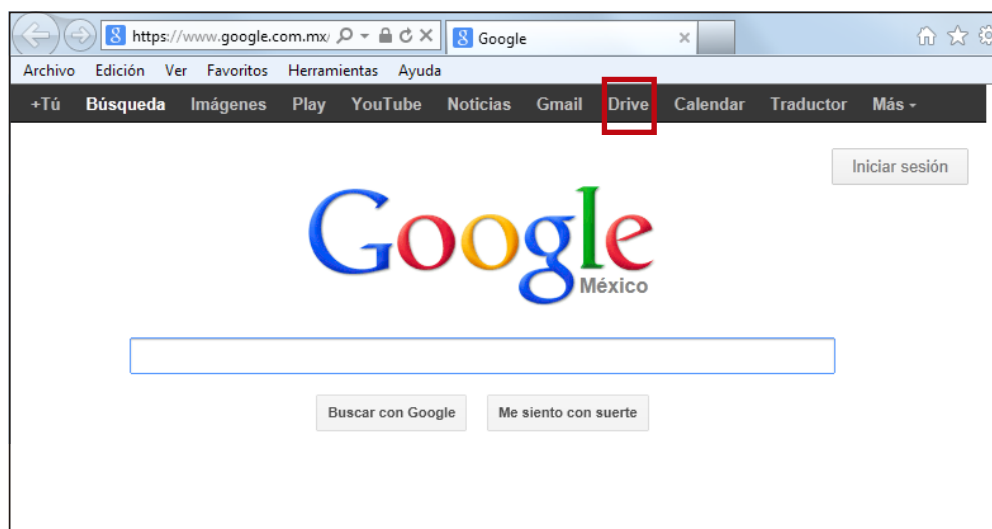 https://www.google.com.mx/ Google
Archivo Edición Ver Favoritos Herramientas Ayuda
+Tú Búsqueda Imágenes Play YouTube Noticias Gmail Drive Calendar Traductor Más
Iniciar sesión
Google
México
Buscar con Google Me siento con suerte